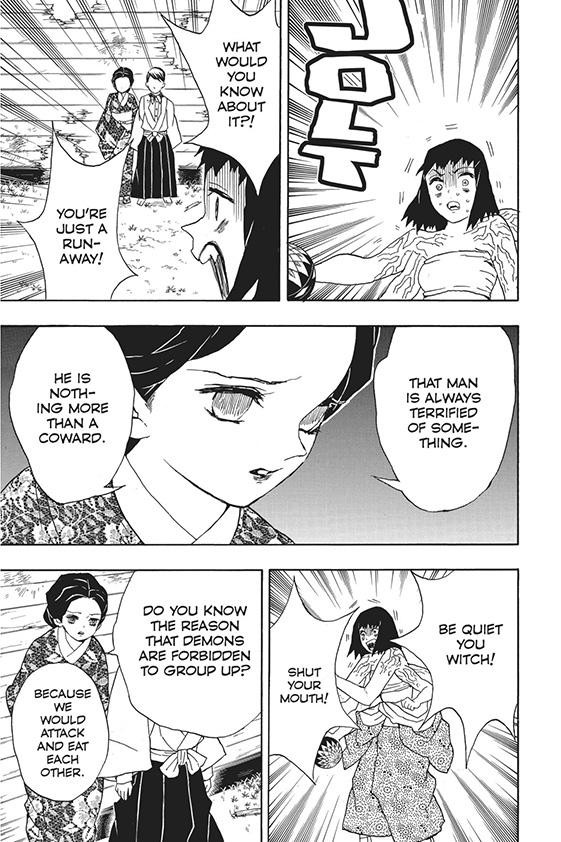 WHAT
WOULD
YOU
KNOW
ABOUT
IT?!
YOU'RE
JUST A
RUN-
AWAY!
THAT MAN
IS ALWAYS
TERRIFIED
OF SOME-
THING.
HE IS
NOTH-
ING MORE
THAN A
COWARD.
BE QUIET
YOU
WITCH!
SHUT
YOUR
MOUTH!
DO YOU KNOW
THE REASON
THAT DEMONS
ARE FORBIDDEN
TO GROUP UP?
BECAUSE
WE
WOULD
ATTACK
AND EAT
EACH
OTHER.